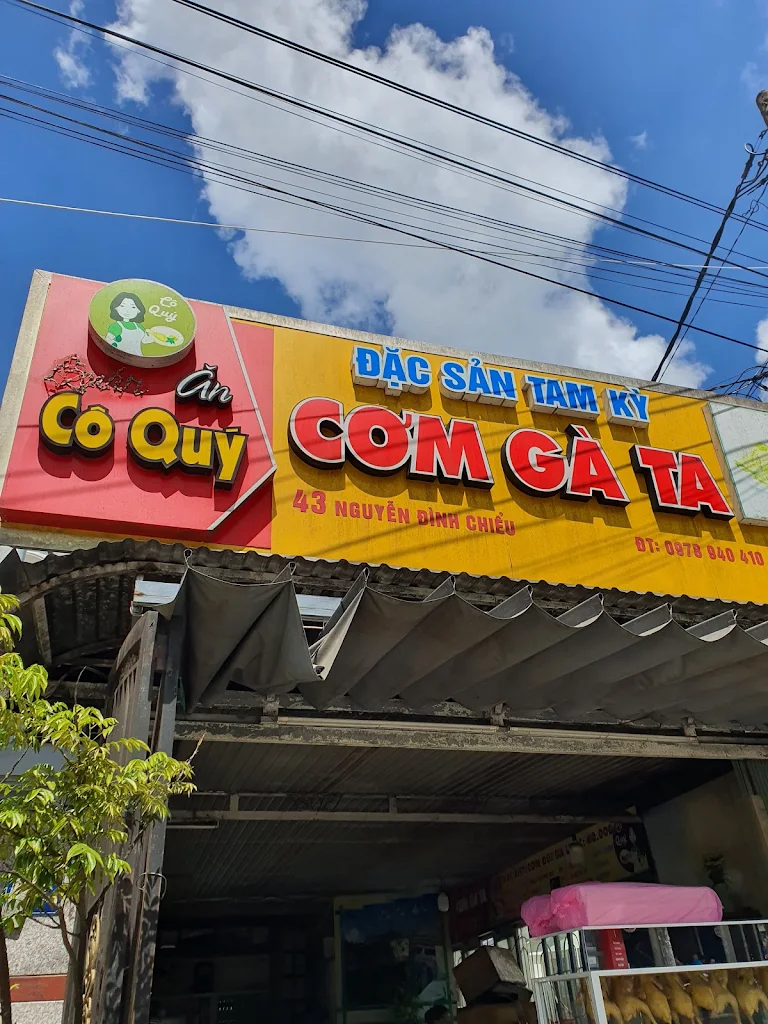 Cô
Quý
Quán Ăn
Cô Quý
ĐẶC SẢN TAM KỲ
CƠM GÀ TA
43 NGUYỄN ĐÌNH CHIỂU
ĐT: 0978 940 410